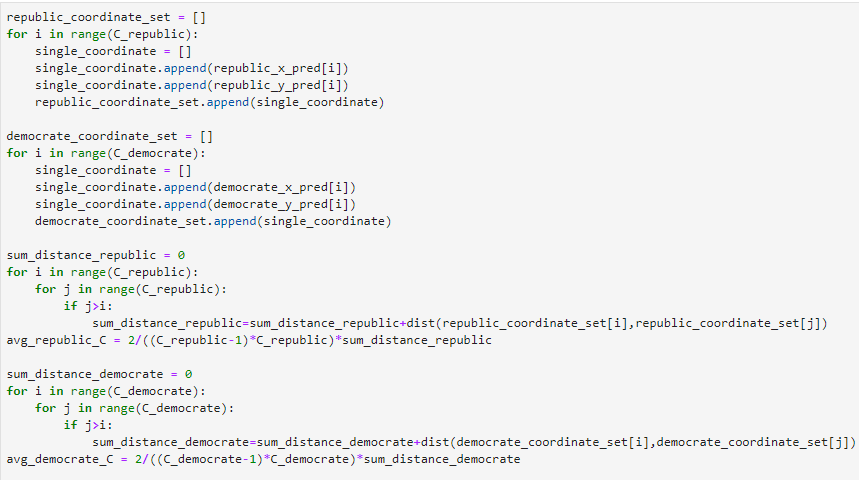 republic_coordinate_set = []
for i in range(C_republic):
    single_coordinate = []
    single_coordinate.append(republic_x_pred[i])
    single_coordinate.append(republic_y_pred[i])
    republic_coordinate_set.append(single_coordinate)

democrate_coordinate_set = []
for i in range(C_democrate):
    single_coordinate = []
    single_coordinate.append(democrate_x_pred[i])
    single_coordinate.append(democrate_y_pred[i])
    democrate_coordinate_set.append(single_coordinate)

sum_distance_republic = 0
for i in range(C_republic):
    for j in range(C_republic):
        if j>i:
            sum_distance_republic=sum_distance_republic+dist(republic_coordinate_set[i],republic_coordinate_set[j])
avg_republic_C = 2/((C_republic-1)*C_republic)*sum_distance_republic

sum_distance_democrate = 0
for i in range(C_democrate):
    for j in range(C_democrate):
        if j>i:
            sum_distance_democrate=sum_distance_democrate+dist(democrate_coordinate_set[i],democrate_coordinate_set[j])
avg_democrate_C = 2/((C_democrate-1)*C_democrate)*sum_distance_democrate